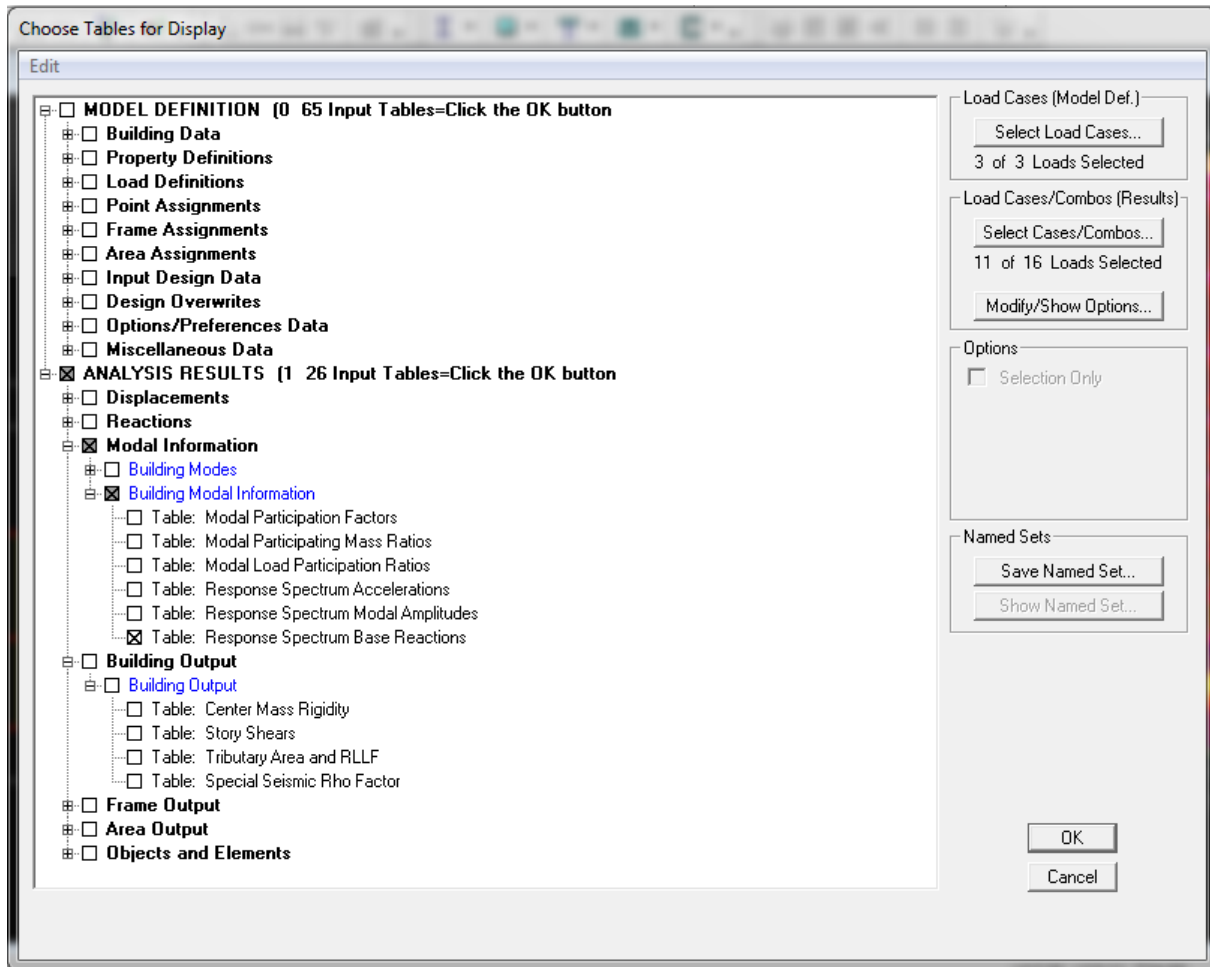 Choose Tables for Display
Edit
MODEL DEFINITION (0 65 Input Tables=Click the OK button
Building Data
Property Definitions
Load Definitions
Point Assignments
Frame Assignments
Area Assignments
Input Design Data
Design Overwrites
Options/Preferences Data
Miscellaneous Data
ANALYSIS RESULTS (1 26 Input Tables=Click the OK button
Displacements
Reactions
Modal Information
Building Modes
Building Modal Information
Table: Modal Participation Factors
Table: Modal Participating Mass Ratios
Table: Modal Load Participation Ratios
Table: Response Spectrum Accelerations
Table: Response Spectrum Modal Amplitudes
Table: Response Spectrum Base Reactions
Building Output
Building Output
Table: Center Mass Rigidity
Table: Story Shears
Table: Tributary Area and RLLF
Table: Special Seismic Rho Factor
Frame Output
Area Output
Objects and Elements
Load Cases (Model Def.)
Select Load Cases...
3 of 3 Loads Selected
Load Cases/Combos (Results)
Select Cases/Combos...
11 of 16 Loads Selected
Modify/Show Options...
Options
Selection Only
Named Sets
Save Named Set...
Show Named Set...
OK
Cancel